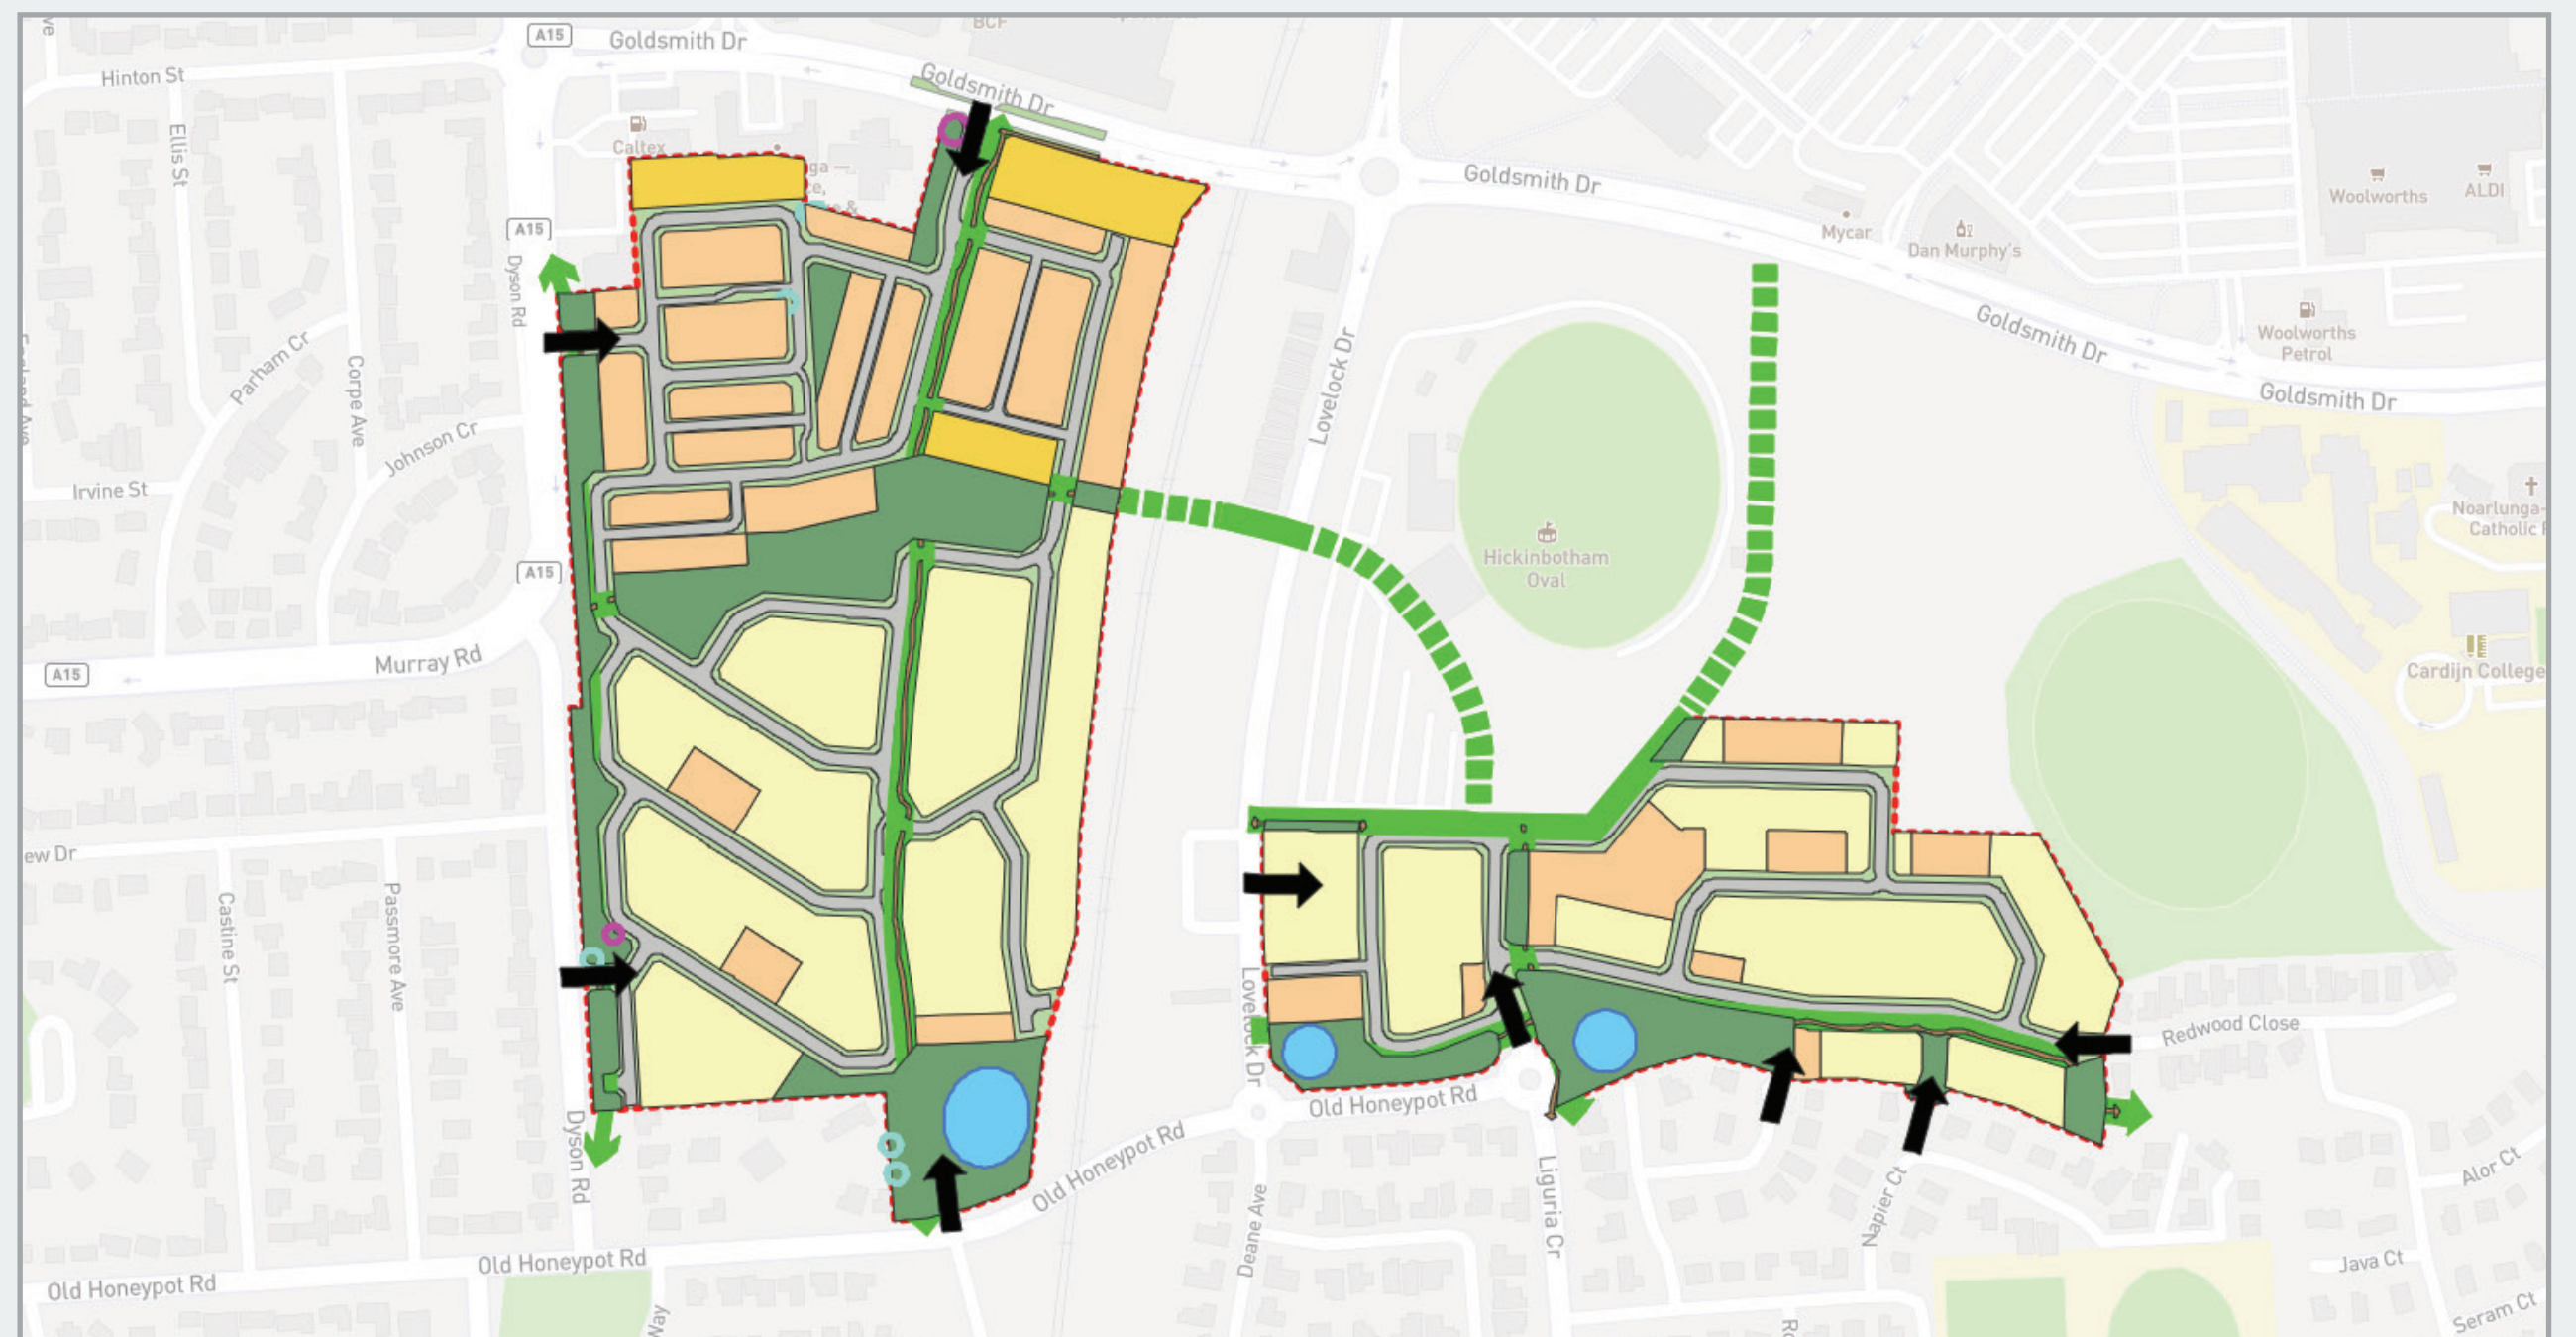 BCF
A15
Goldsmith Dr
Hinton St
Goldsmith Dr
Ellis St
Caltex
Goldsmith Dr
Woolworths
ALDI
A15
Mycar
Dan Murphy's
Dyson Rd
Woolworths
Petrol
Goldsmith Dr
Parham Cr
Corpe Ave
Lovelock Dr
Goldsmith Dr
Johnson Cr
Irvine St
Noarlunga-
Catholic
Hickinbotham
Oval
A15
Murray Rd
A15
Cardijn College
ew Dr
Castine St
Passmore Ave
Lovelock Dr
Redwood Close
Old Honeypot Rd
Dyson Rd
Old Honeypot Rd
Liguria Cr
Alor Ct
Deane Ave
Napier Ct
Old Honeypot Rd
Java Ct
Old Honeypot Rd
Way
Seram Ct